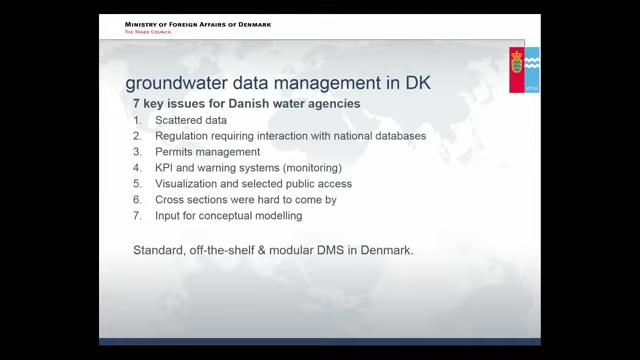 MINISTRY OF FOREIGN AFFAIRS OF DENMARK
THE TRADE COUNCIL
groundwater data management in DK
7 key issues for Danish water agencies
1. Scattered data
2. Regulation requiring interaction with national databases
3. Permits management
4. KPI and warning systems (monitoring)
5. Visualization and selected public access
6. Cross sections were hard to come by
7. Input for conceptual modelling
Standard, off-the-shelf & modular DMS in Denmark.